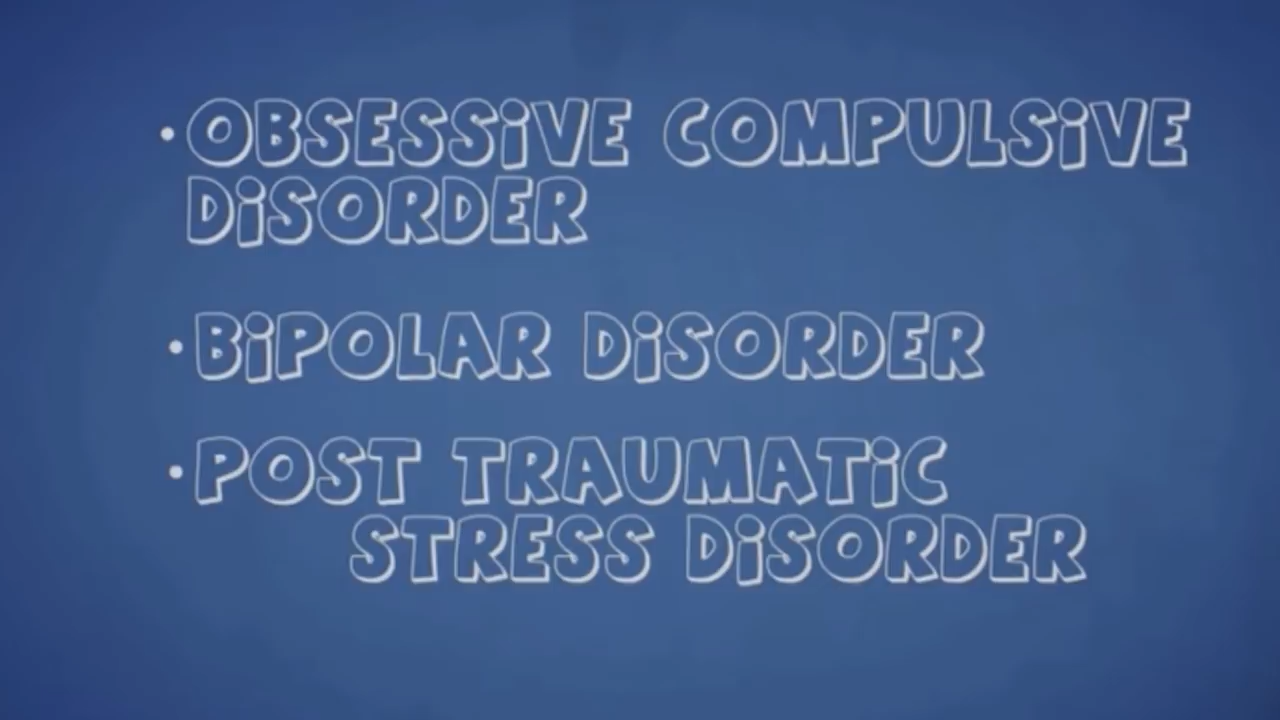 • OBSESSiVE COMPULSiVE
DiSORDER
• BiPOLAR DiSORDER
• POST TRAUMATiC
STRESS DiSORDER